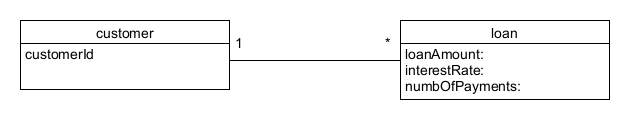 customer
customerId
1
*
loan
loanAmount:
interestRate:
numbOfPayments: